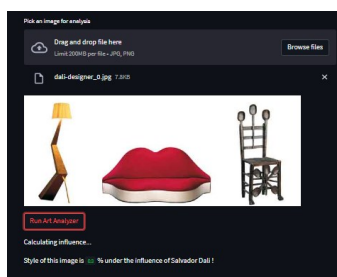 Pick an image for analysis
Drag and drop file here
Limit 200MB per file • JPG, PNG
Browse files
dali-designer_0.jpg 7.8KB
Run Art Analyzer
Calculating influence...
Style of this image is % under the influence of Salvador Dali !